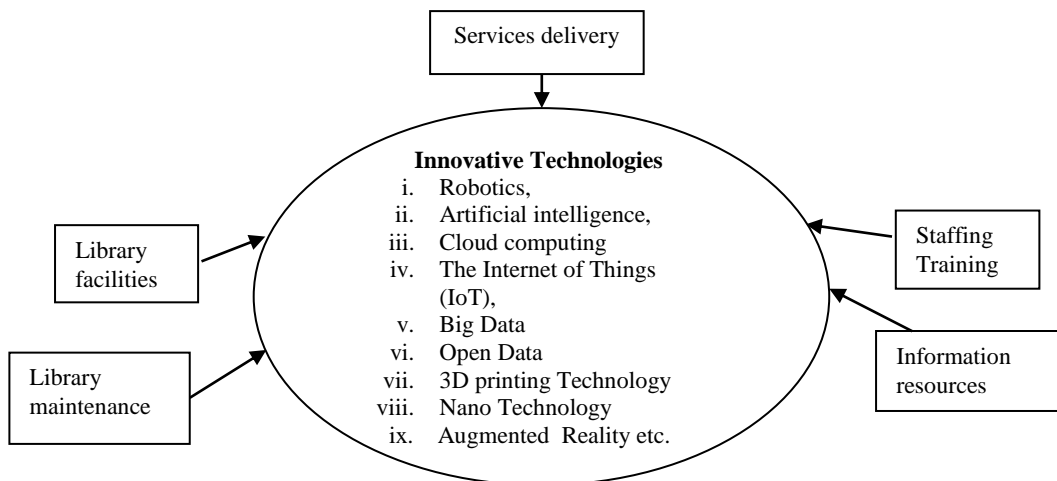 Services delivery
Innovative Technologies
i. Robotics,
ii. Artificial intelligence,
iii. Cloud computing
iv. The Internet of Things
(IoT),
v. Big Data
vi. Open Data
vii. 3D printing Technology
viii. Nano Technology
ix. Augmented Reality etc.
Library
facilities
Library
maintenance
Staffing
Training
Information
resources